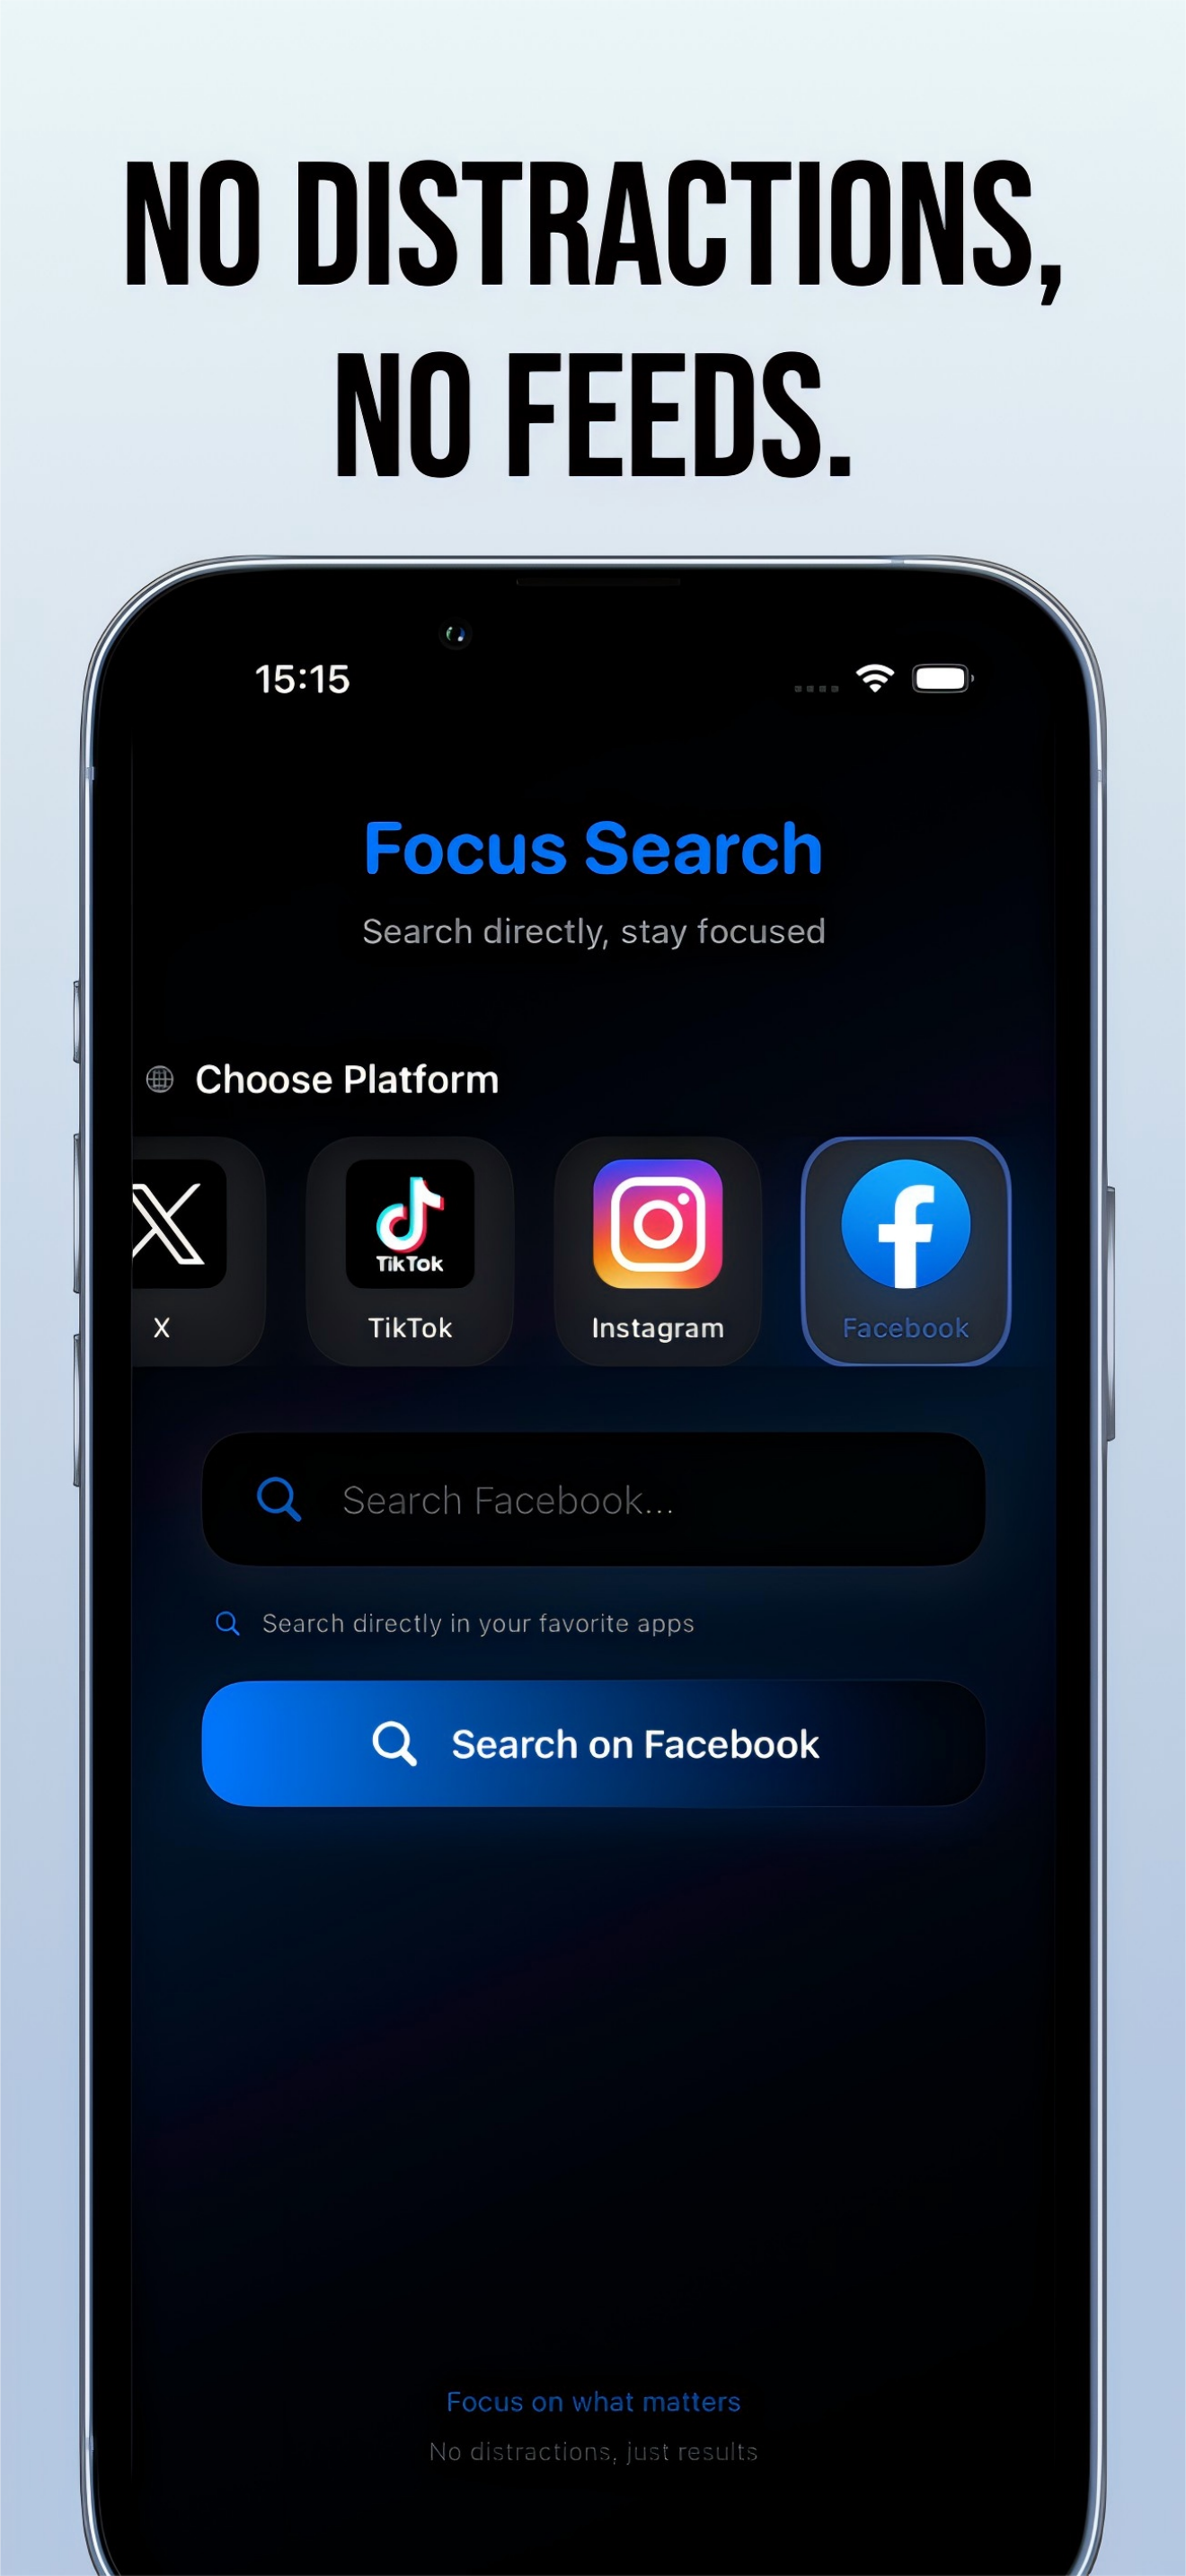 NO DISTRACTIONS,
NO FEEDS.
15:15
Focus Search
Search directly, stay focused
Choose Platform
TikTok
X
TikTok
Instagram
Facebook
Search Facebook...
Search directly in your favorite apps
Search on Facebook
Focus on what matters
No distractions, just results